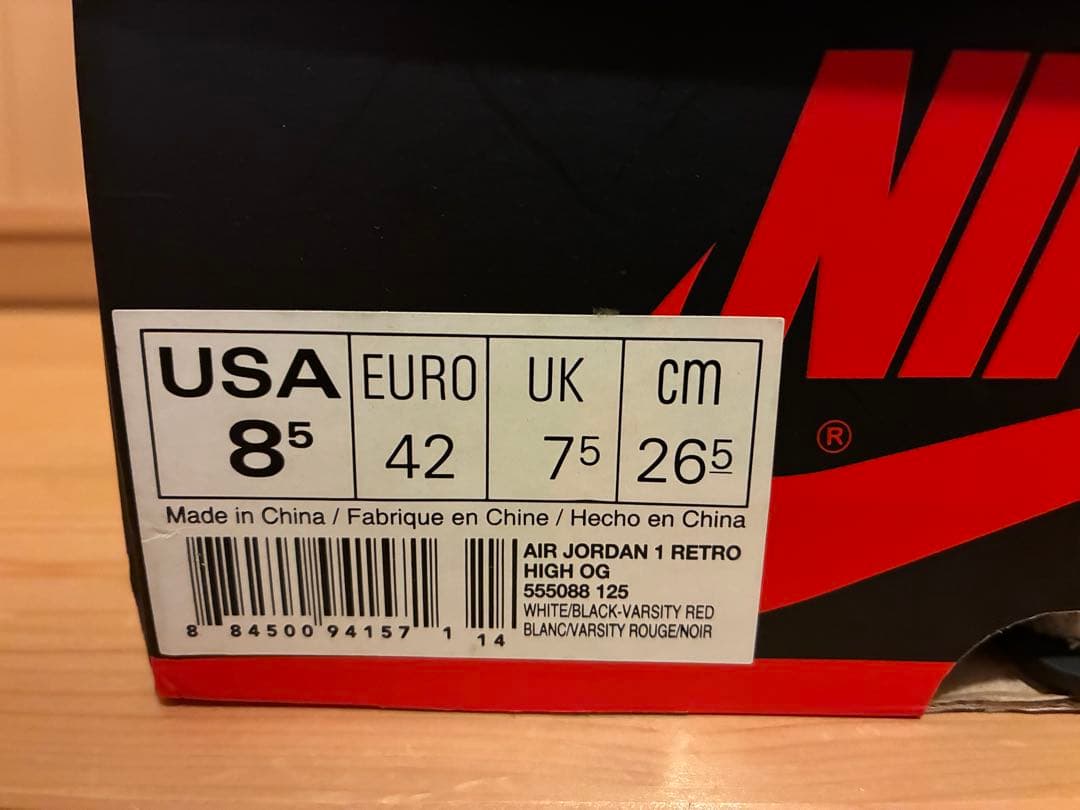 NI
®
USA EURO UK cm
8⁵ 42 7⁵ 26⁵
Made in China / Fabrique en Chine / Hecho en China
AIR JORDAN 1 RETRO
HIGH OG
555088 125
WHITE/BLACK-VARSITY RED
BLANC/VARSITY ROUGE/NOIR
8 84500 94157 1 14